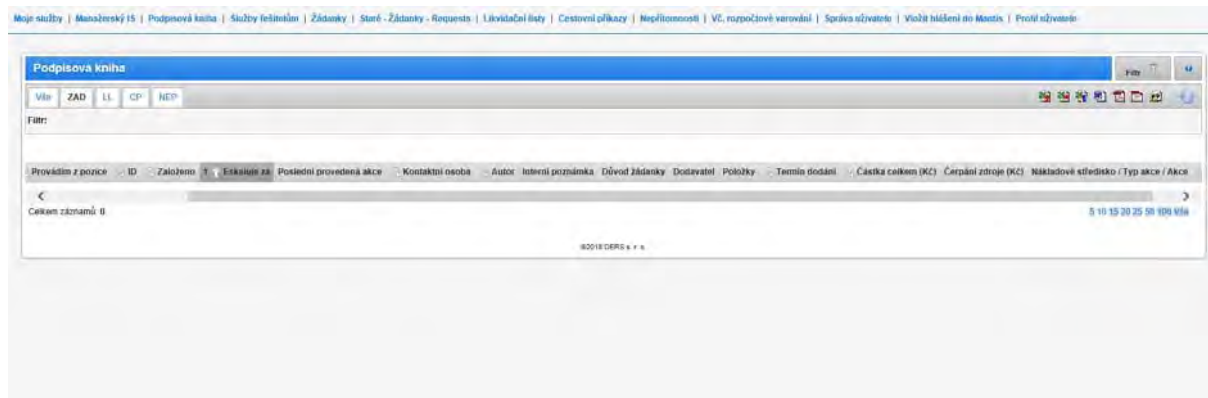 Moje služby | Manažerský IS | Podpisová kniha | Služby řešitelům | Žádanky | Staré - Žádanky - Requests | Likvidační listy | Cestovní příkazy | Nepřítomnosti | VČ. rozpočtové varování | Správa uživatele | Vložit hlášení do Mantis | Profil uživatele
Podpisová kniha Filtr
Vše ZAD LL CP NEP
Filtr:
Provádím z pozice ID Založeno Eskaluje za Poslední provedená akce Kontaktní osoba Autor Interní poznámka Důvod žádanky Dodavatel Položky Termín dodání Částka celkem (Kč) Čerpání zdroje (Kč) Nákladové středisko / Typ akce / Akce
Celkem záznamů: 0 5 10 15 20 25 50 100 Vše
©2018 DERS s. r. o.